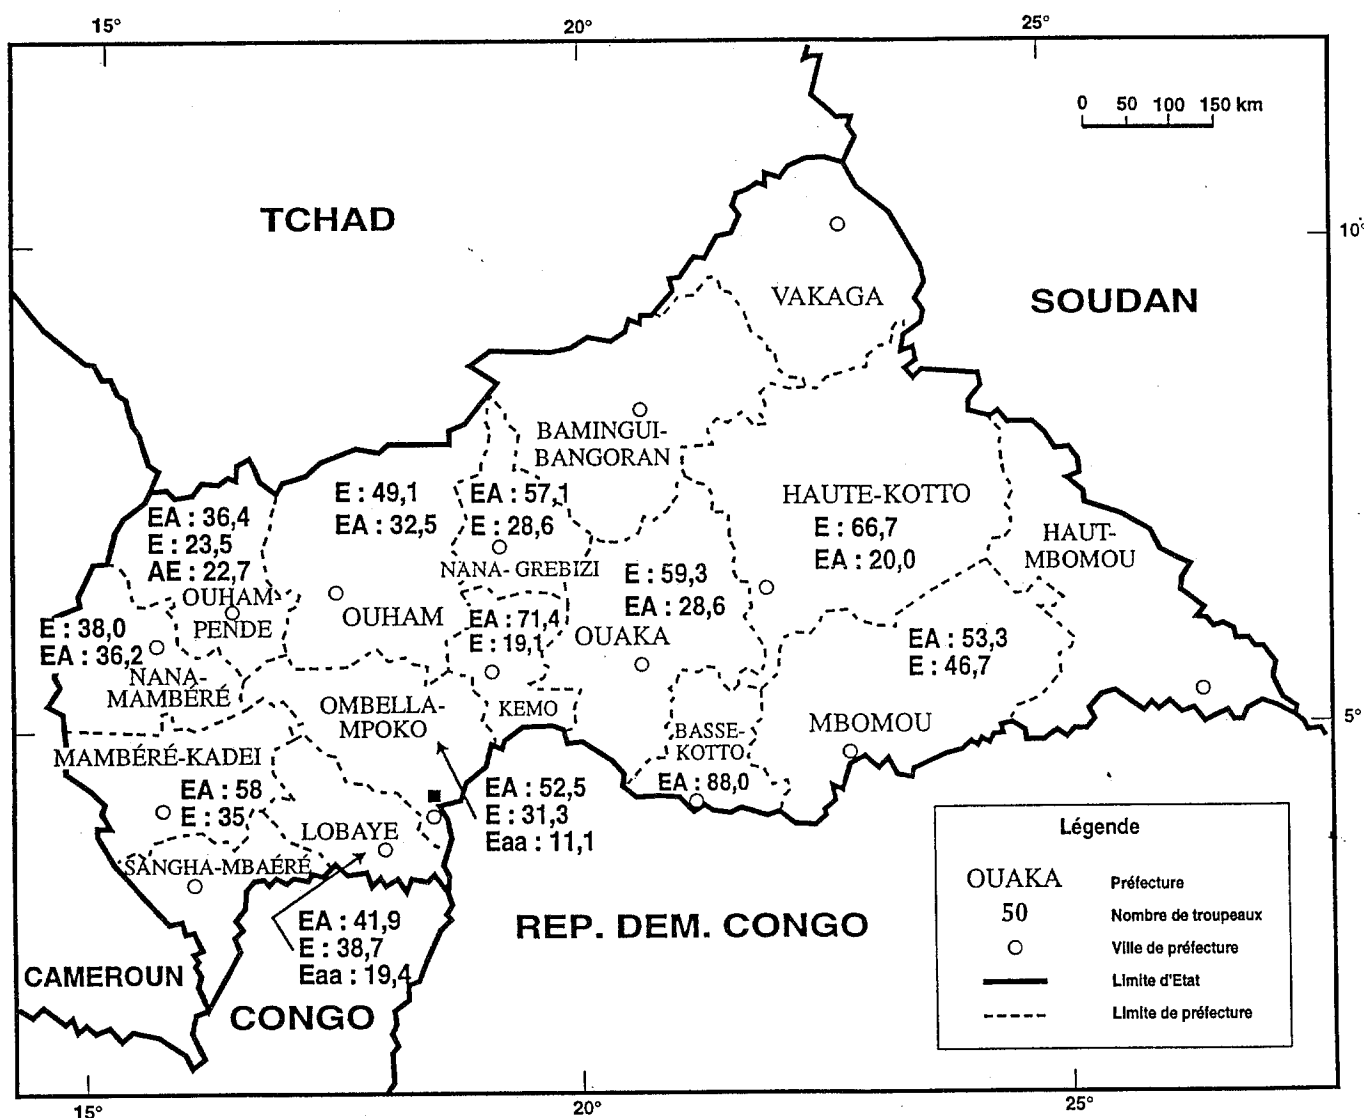 15°
20°
25°
0 50 100 150 km
TCHAD
10°
VAKAGA
SOUDAN
BAMINGUI-
BANGORAN
E : 49,1
EA : 32,5
EA : 57,1
E : 28,6
HAUTE-KOTTO
E : 66,7
EA : 20,0
EA : 36,4
E : 23,5
AE : 22,7
OUHAM
PENDE
HAUT-
MBOMOU
NANA- GREBIZI
E : 59,3
EA : 28,6
OUAKA
OUHAM
EA : 71,4
E : 19,1
E : 38,0
EA : 36,2
NANA-
MAMBÉRÉ
EA : 53,3
E : 46,7
OMBELLA-
MPOKO
KEMO
BASSE-
KOTTO
EA : 88,0
MBOMOU
5°
MAMBÉRÉ-KADEI
EA : 58
E : 35
EA : 52,5
E : 31,3
Eaa : 11,1
LOBAYE
SANGHA-MBAÉRÉ
EA : 41,9
E : 38,7
Eaa : 19,4
REP. DEM. CONGO
CAMEROUN
CONGO
Légende
OUAKA Préfecture
50 Nombre de troupeaux
Ville de préfecture
Limite d'Etat
Limite de préfecture
15°
20°
25°